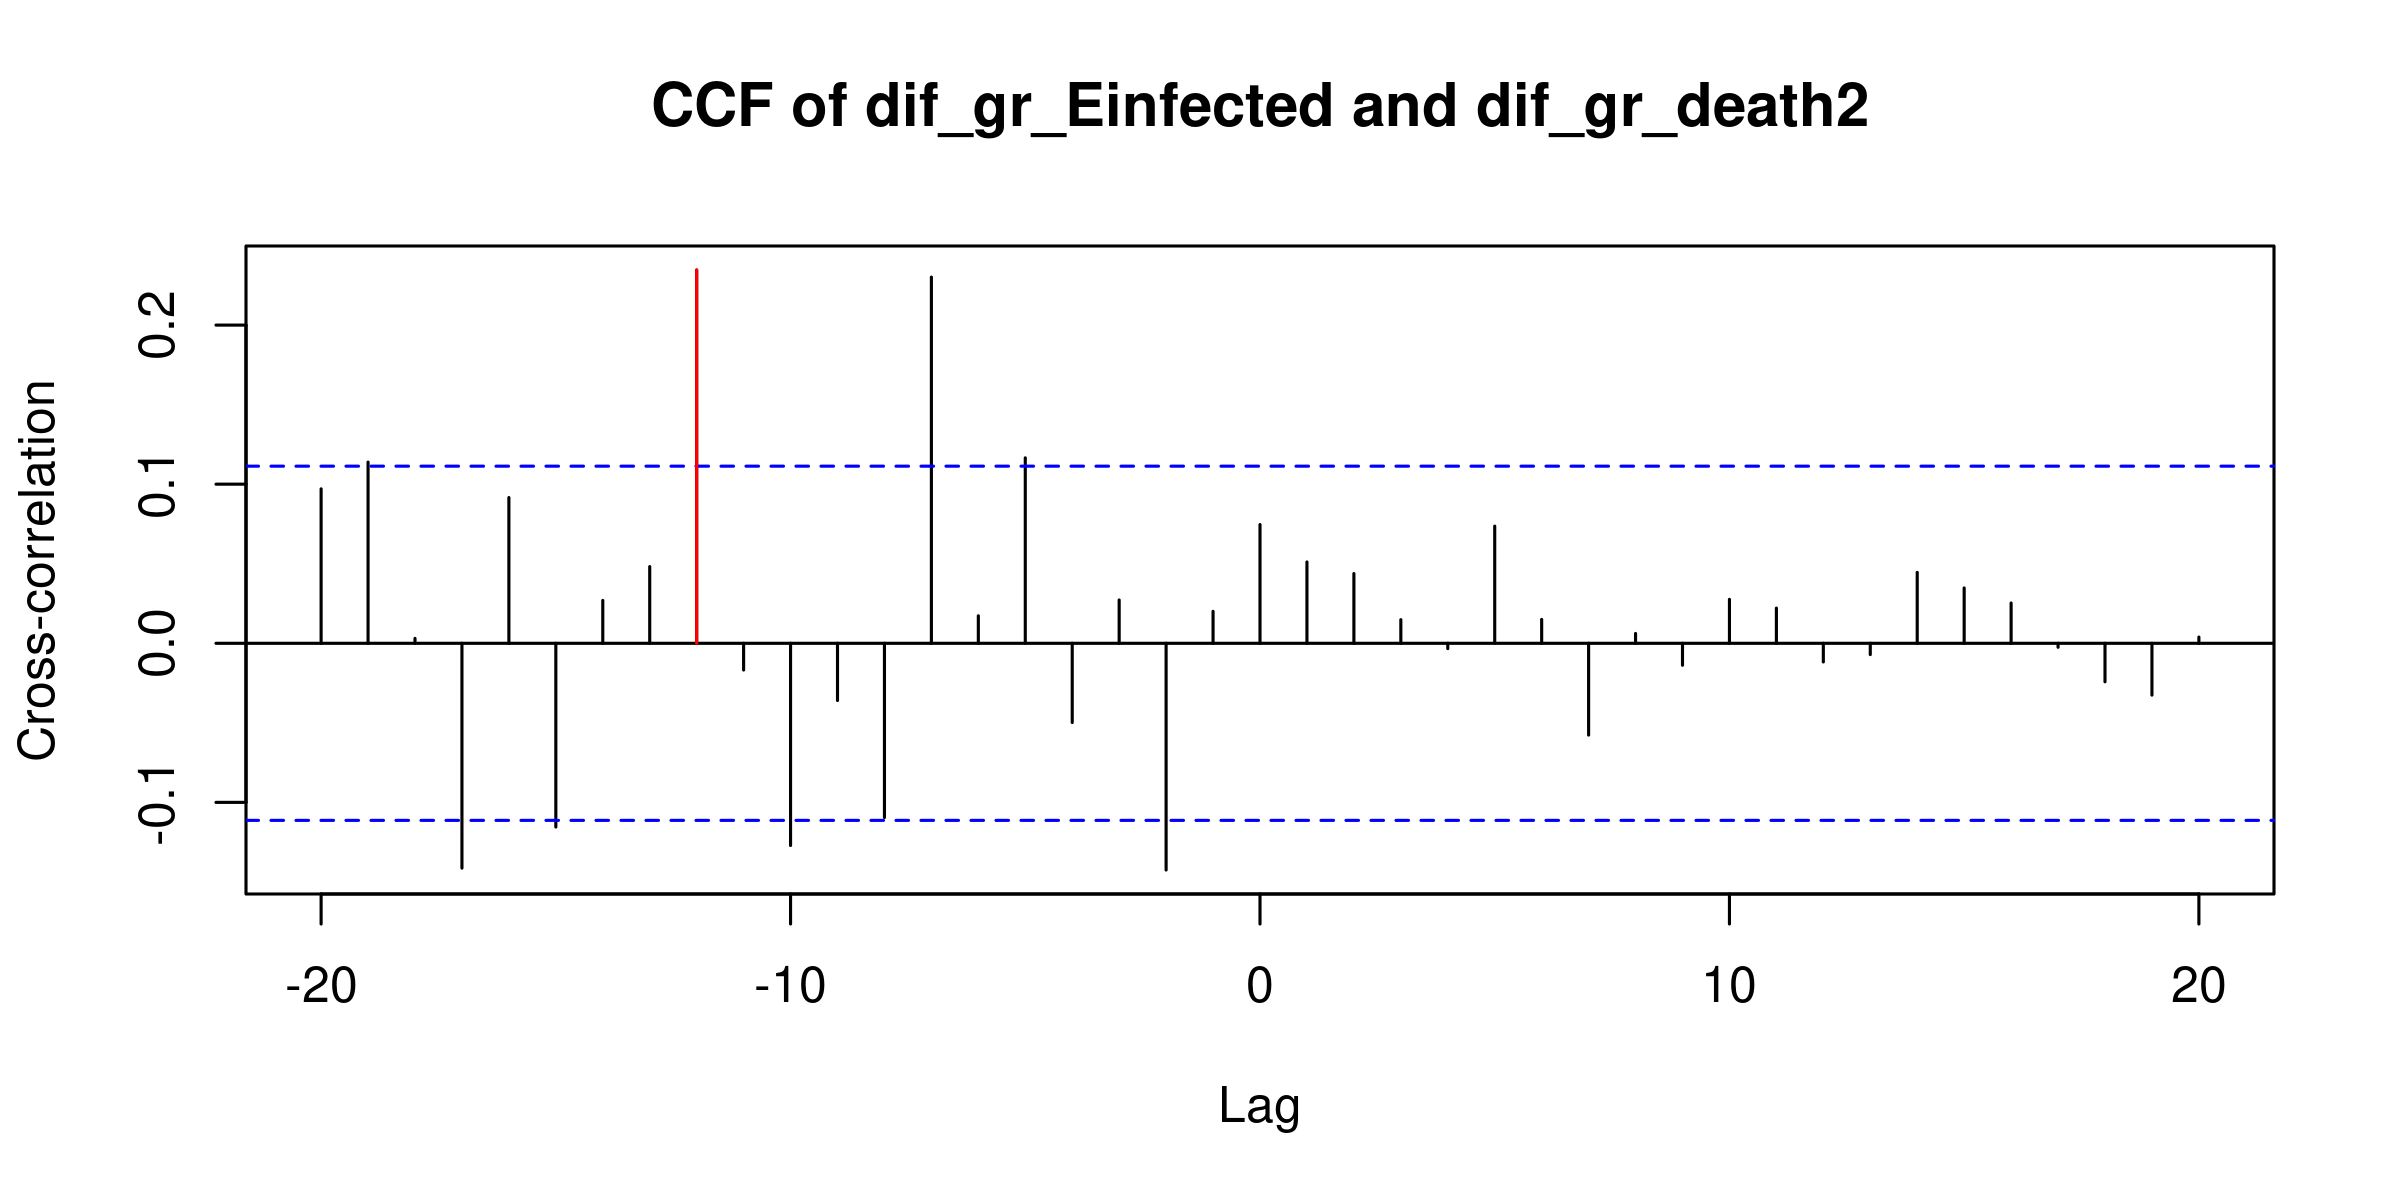 CCF of dif_gr_Einfected and dif_gr_death2
Cross-correlation
0.2
0.1
0.0
-0.1
-20 -10 0 10 20
Lag